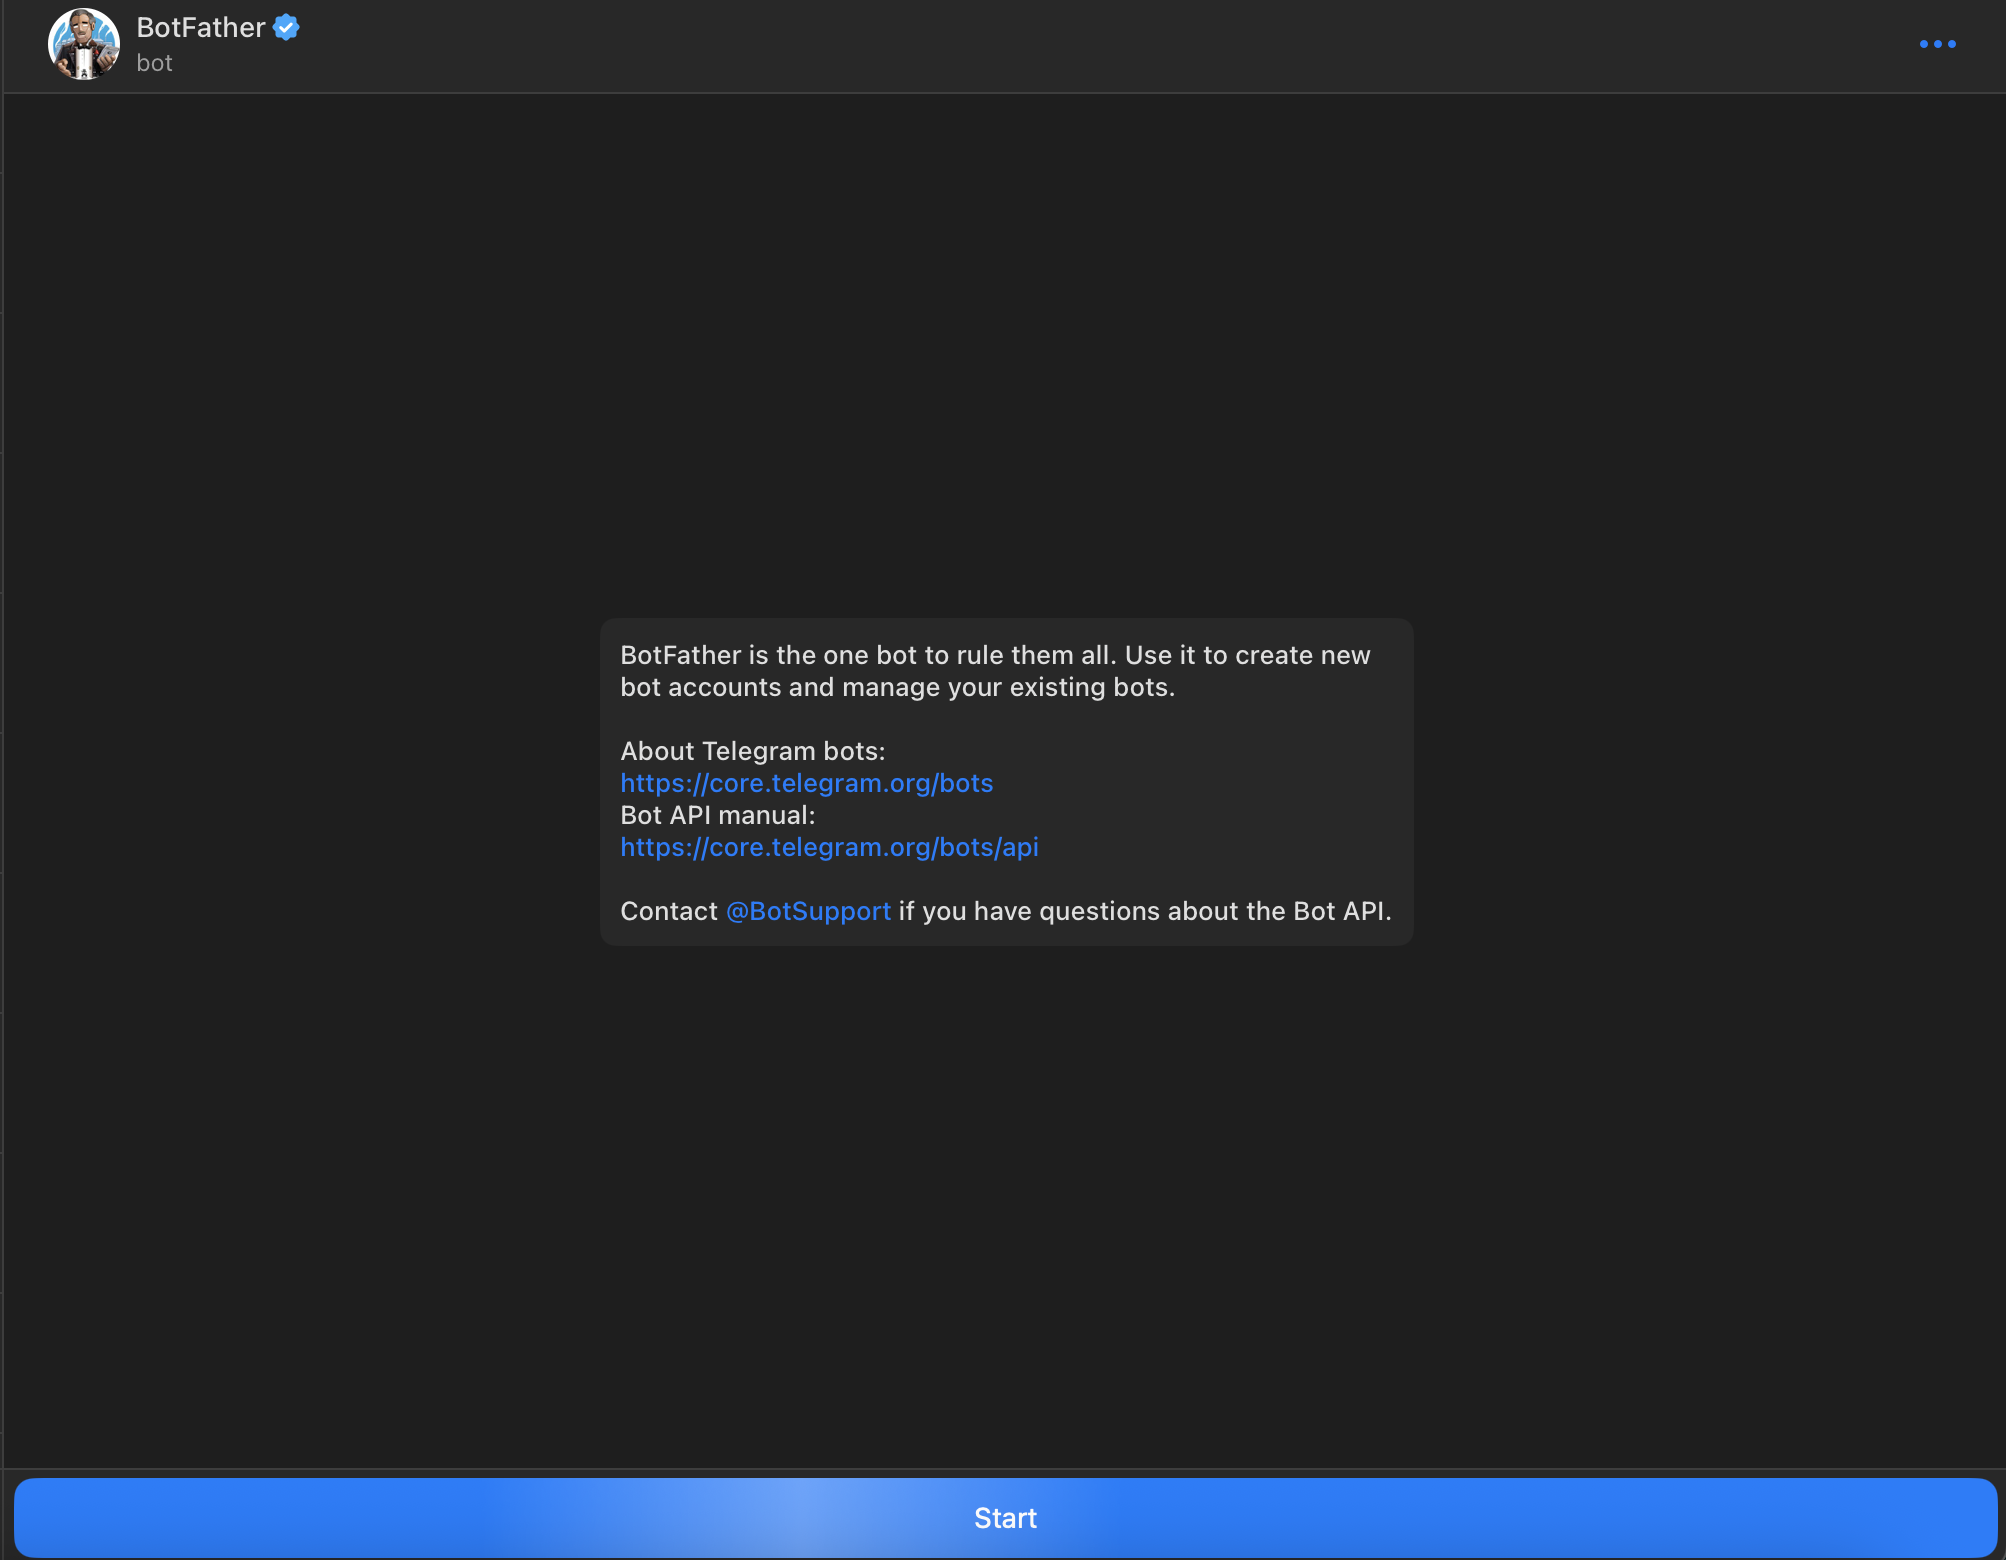 BotFather
bot
BotFather is the one bot to rule them all. Use it to create new
bot accounts and manage your existing bots.
About Telegram bots:
https://core.telegram.org/bots
Bot API manual:
https://core.telegram.org/bots/api
Contact @BotSupport if you have questions about the Bot API.
Start